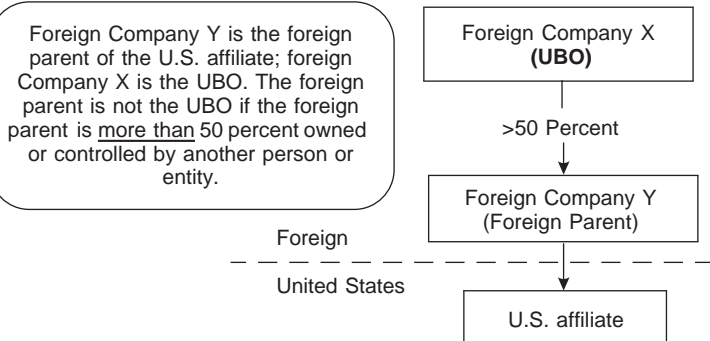 Foreign Company Y is the foreign
parent of the U.S. affiliate; foreign
Company X is the UBO. The foreign
parent is not the UBO if the foreign
parent is more than 50 percent owned
or controlled by another person or
entity.
Foreign Company X
(UBO)
>50 Percent
Foreign Company Y
(Foreign Parent)
Foreign
United States
U.S. affiliate